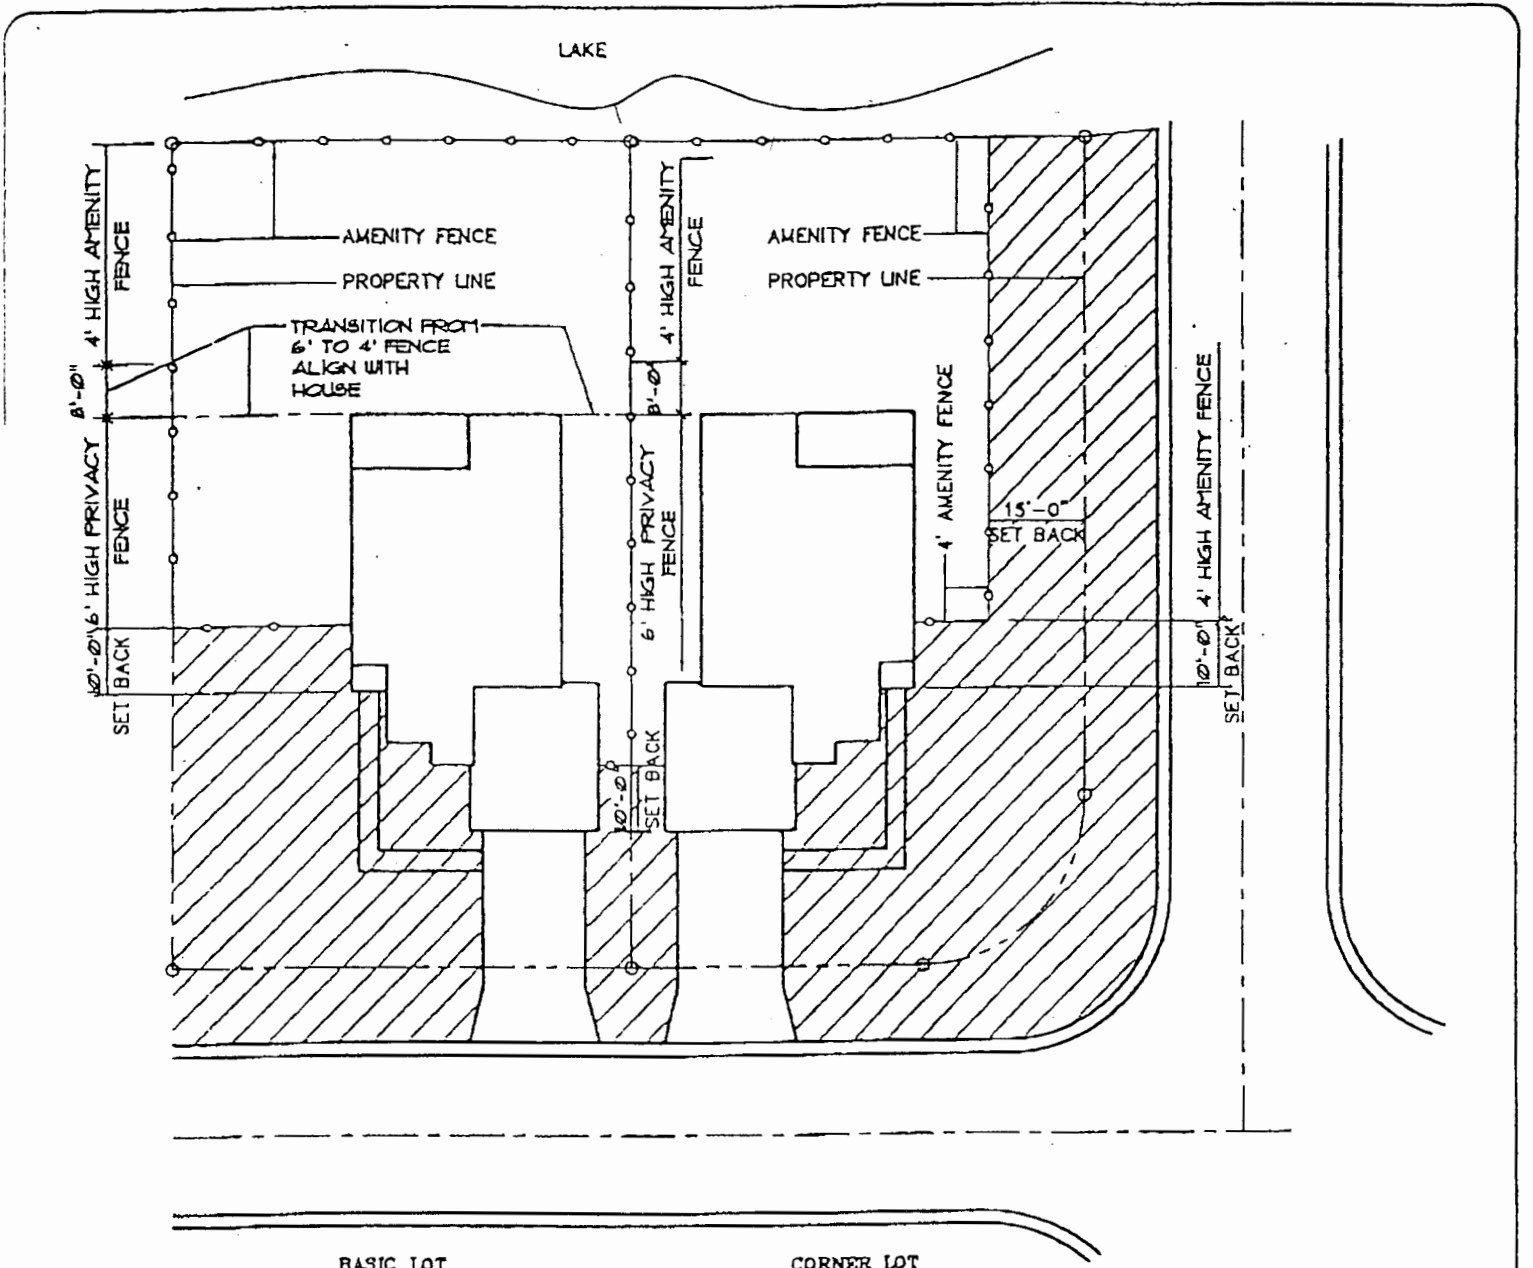 LAKE
4' HIGH AMENITY
FENCE
4' HIGH AMENITY
FENCE
AMENITY FENCE
AMENITY FENCE
PROPERTY LINE
PROPERTY LINE
TRANSITION FROM
6' TO 4' FENCE
ALIGN WITH
HOUSE
8'-0"
8'-0"
6' HIGH PRIVACY
FENCE
6' HIGH PRIVACY
FENCE
4' AMENITY FENCE
15'-0"
SET BACK
4' HIGH AMENITY FENCE
10'-0"
SET BACK
10'-0"
SET BACK
10'-0"
SET BACK
BASIC LOT
CORNER LOT